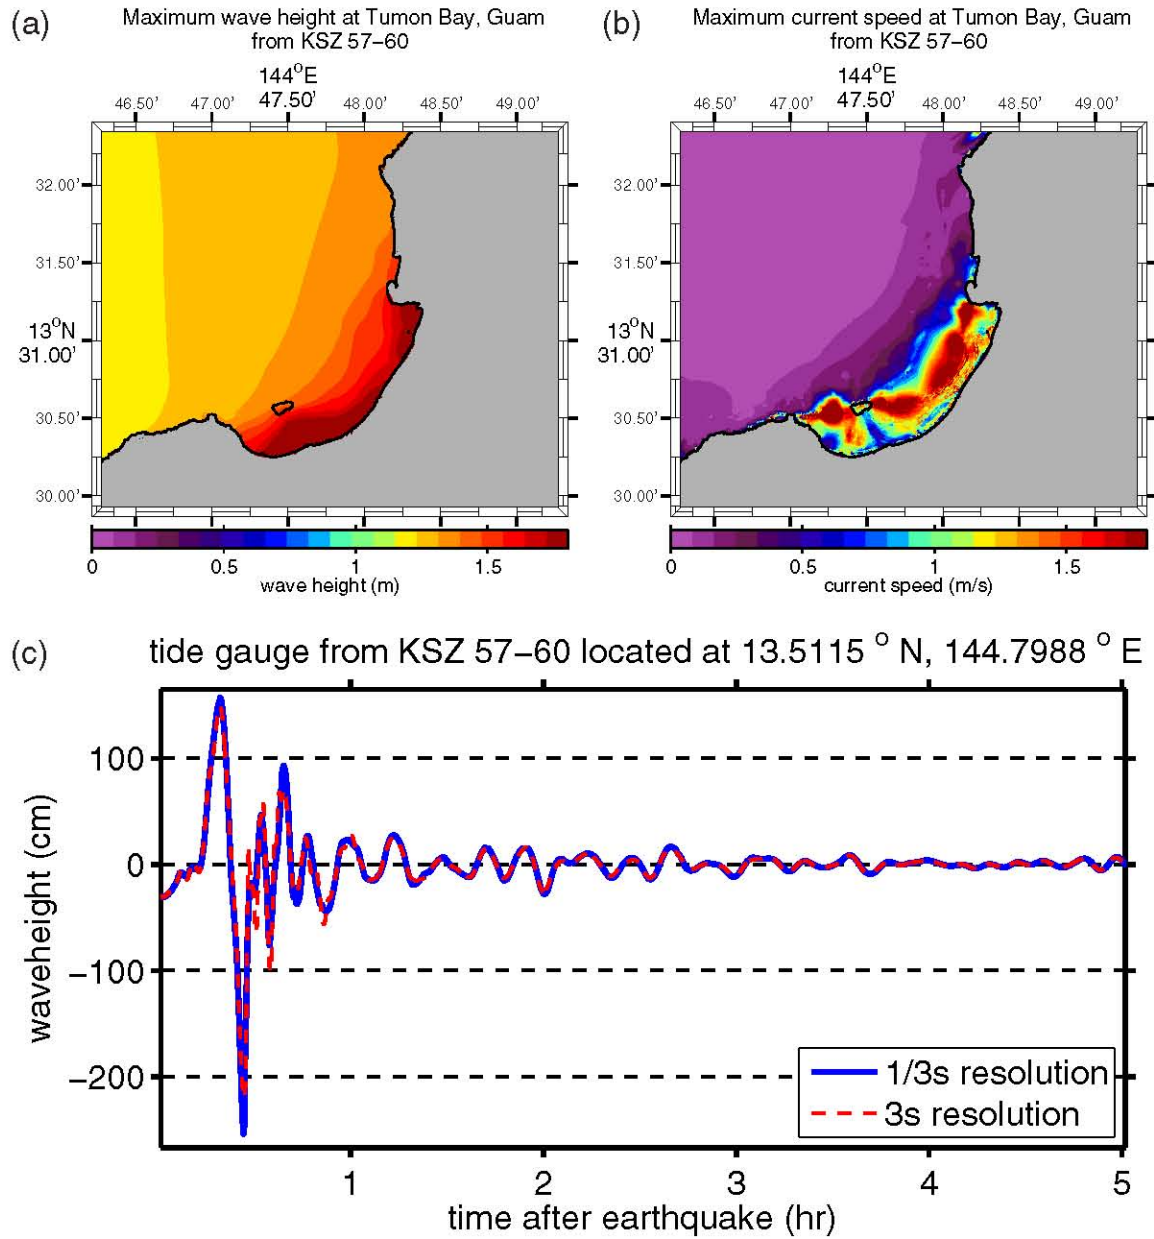 (a)
Maximum wave height at Tumon Bay, Guam
from KSZ 57−60
144°E
46.50' 47.00' 47.50' 48.00' 48.50' 49.00'
32.00'
31.50'
13°N
31.00'
30.50'
30.00'
0 0.5 1 1.5
wave height (m)
(b)
Maximum current speed at Tumon Bay, Guam
from KSZ 57−60
144°E
46.50' 47.00' 47.50' 48.00' 48.50' 49.00'
32.00'
31.50'
13°N
31.00'
30.50'
30.00'
0 0.5 1 1.5
current speed (m/s)
(c)
tide gauge from KSZ 57−60 located at 13.5115 ° N, 144.7988 ° E
waveheight (cm)
100
0
−100
−200
1/3s resolution
3s resolution
1 2 3 4 5
time after earthquake (hr)